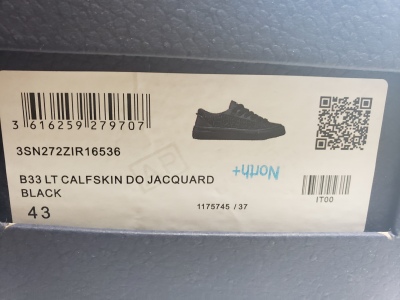 3 616259 279707
3SN272ZIR16536
North+
B33 LT CALFSKIN DO JACQUARD
BLACK
43
1175745 / 37
IT00